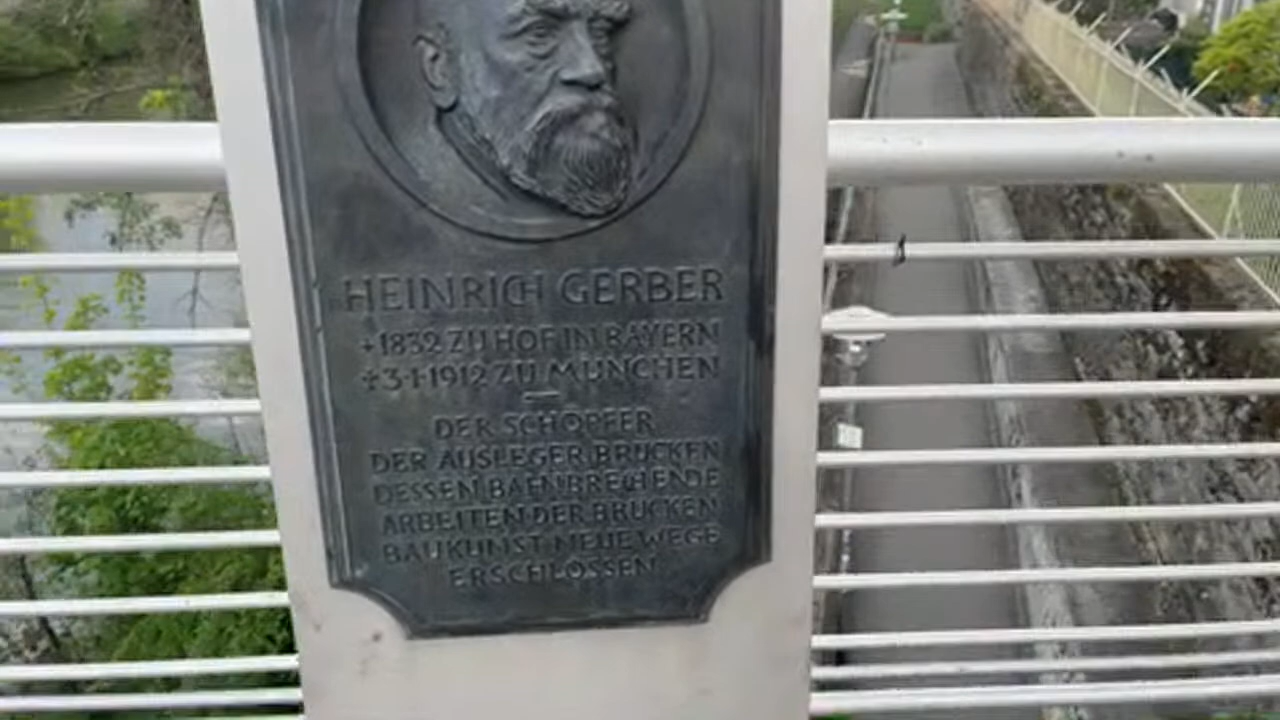 HEINRICH GERBER
*1832 ZU HOF IN BAYERN
✝3·1·1912 ZU MÜNCHEN
DER SCHÖPFER
DER AUSLEGER BRÜCKEN
DESSEN BAHNBRECHENDE
ARBEITEN DER BRÜCKEN
BAUKUNST NEUE WEGE
ERSCHLOSSEN